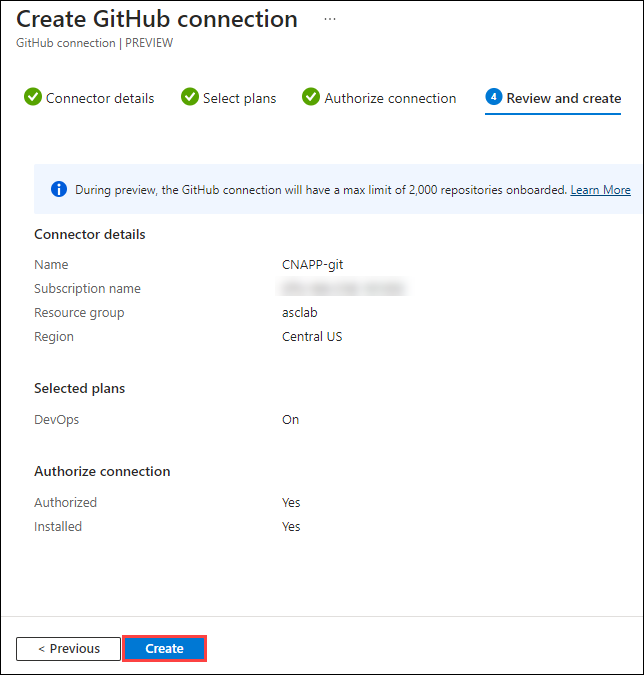 Create GitHub connection ...
GitHub connection | PREVIEW
Connector details Select plans Authorize connection 4 Review and create
During preview, the GitHub connection will have a max limit of 2,000 repositories onboarded. Learn More
Connector details
Name CNAPP-git
Subscription name
Resource group asclab
Region Central US
Selected plans
DevOps On
Authorize connection
Authorized Yes
Installed Yes
< Previous Create